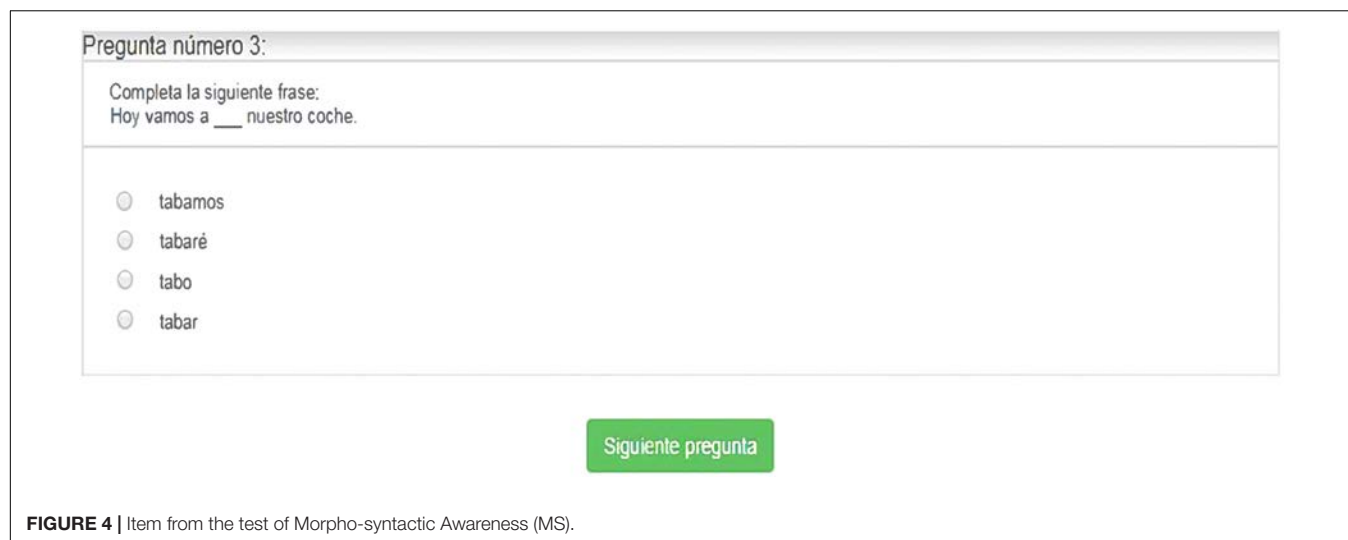 Pregunta número 3:
Completa la siguiente frase:
Hoy vamos a ___ nuestro coche.
tabamos
tabaré
tabo
tabar
Siguiente pregunta
FIGURE 4 | Item from the test of Morpho-syntactic Awareness (MS).